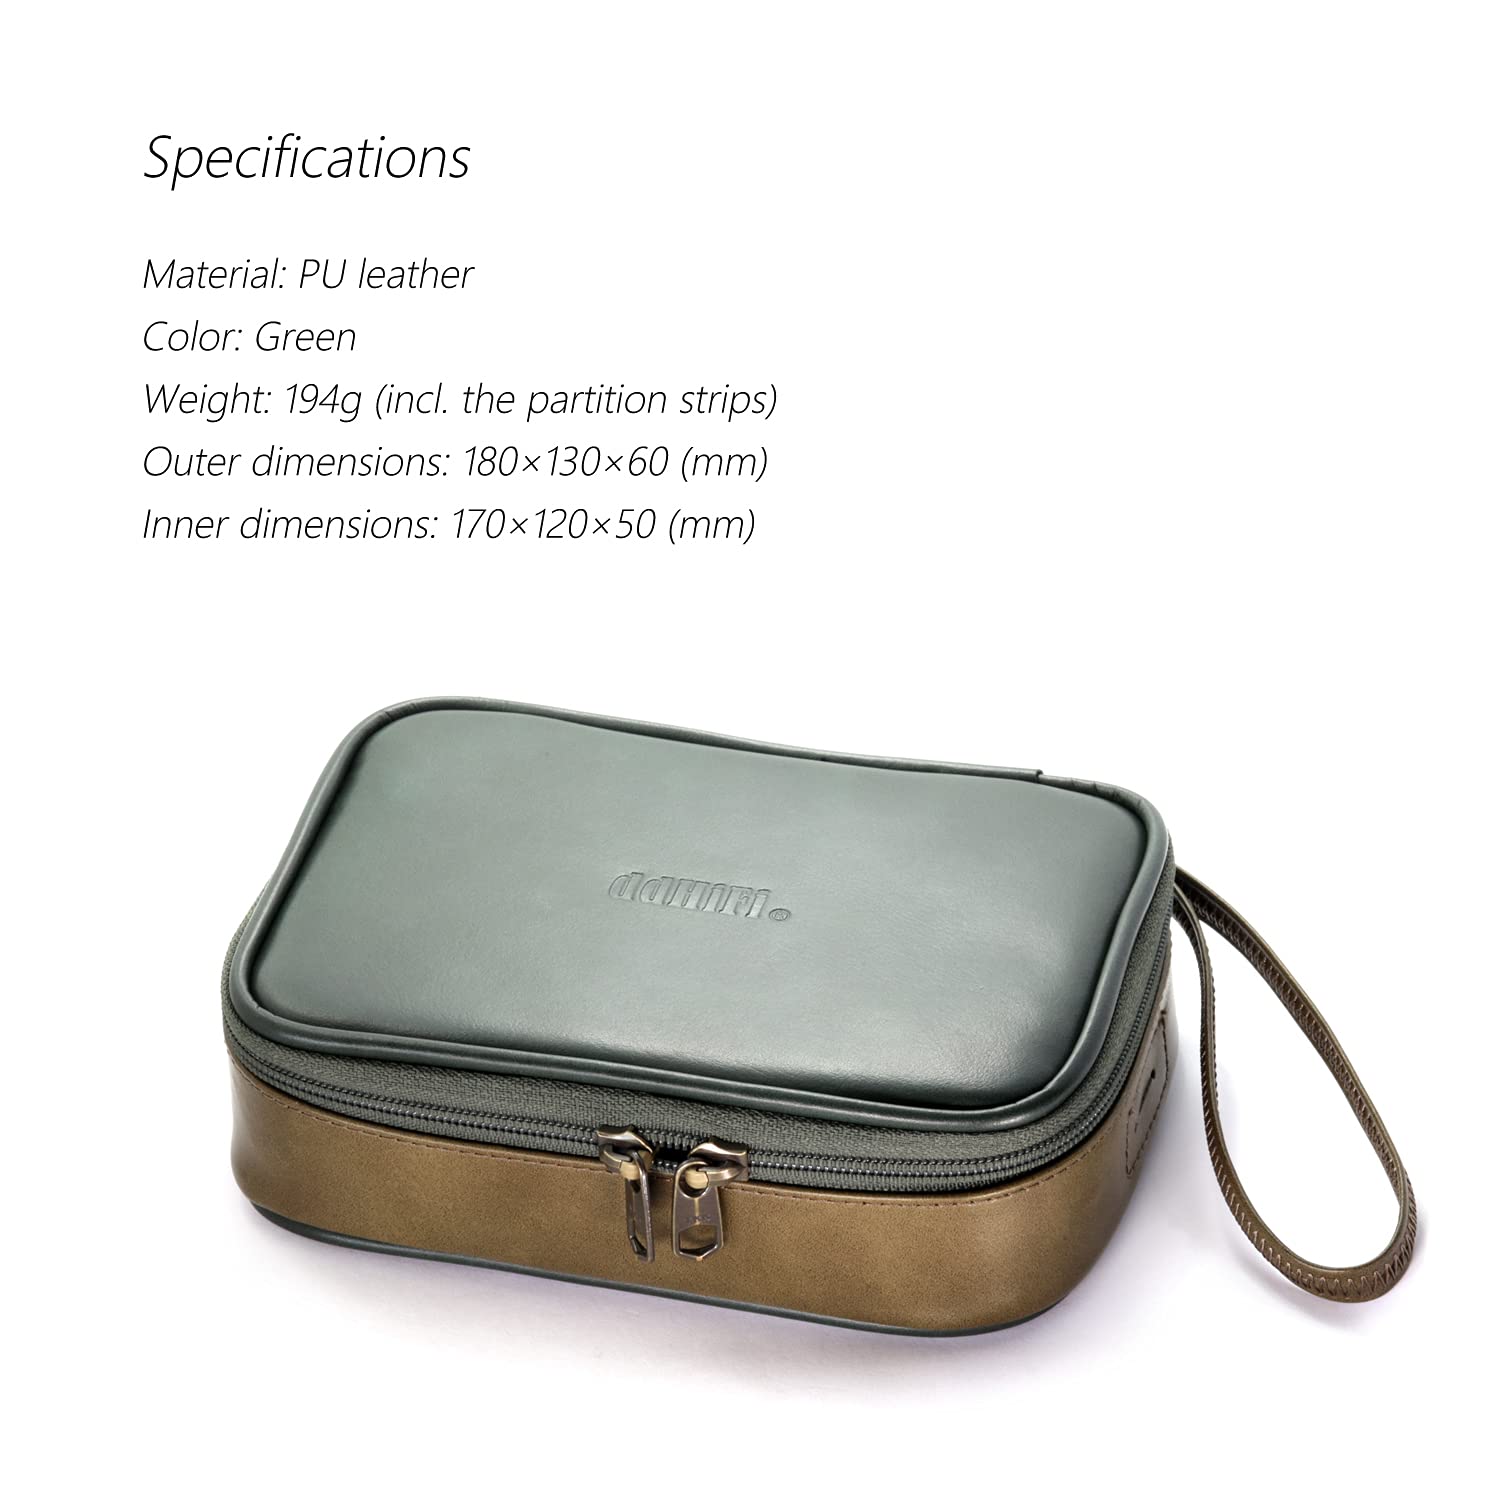 Specifications
Material: PU leather
Color: Green
Weight: 194g (incl. the partition strips)
Outer dimensions: 180×130×60 (mm)
Inner dimensions: 170×120×50 (mm)
ddHiFi®